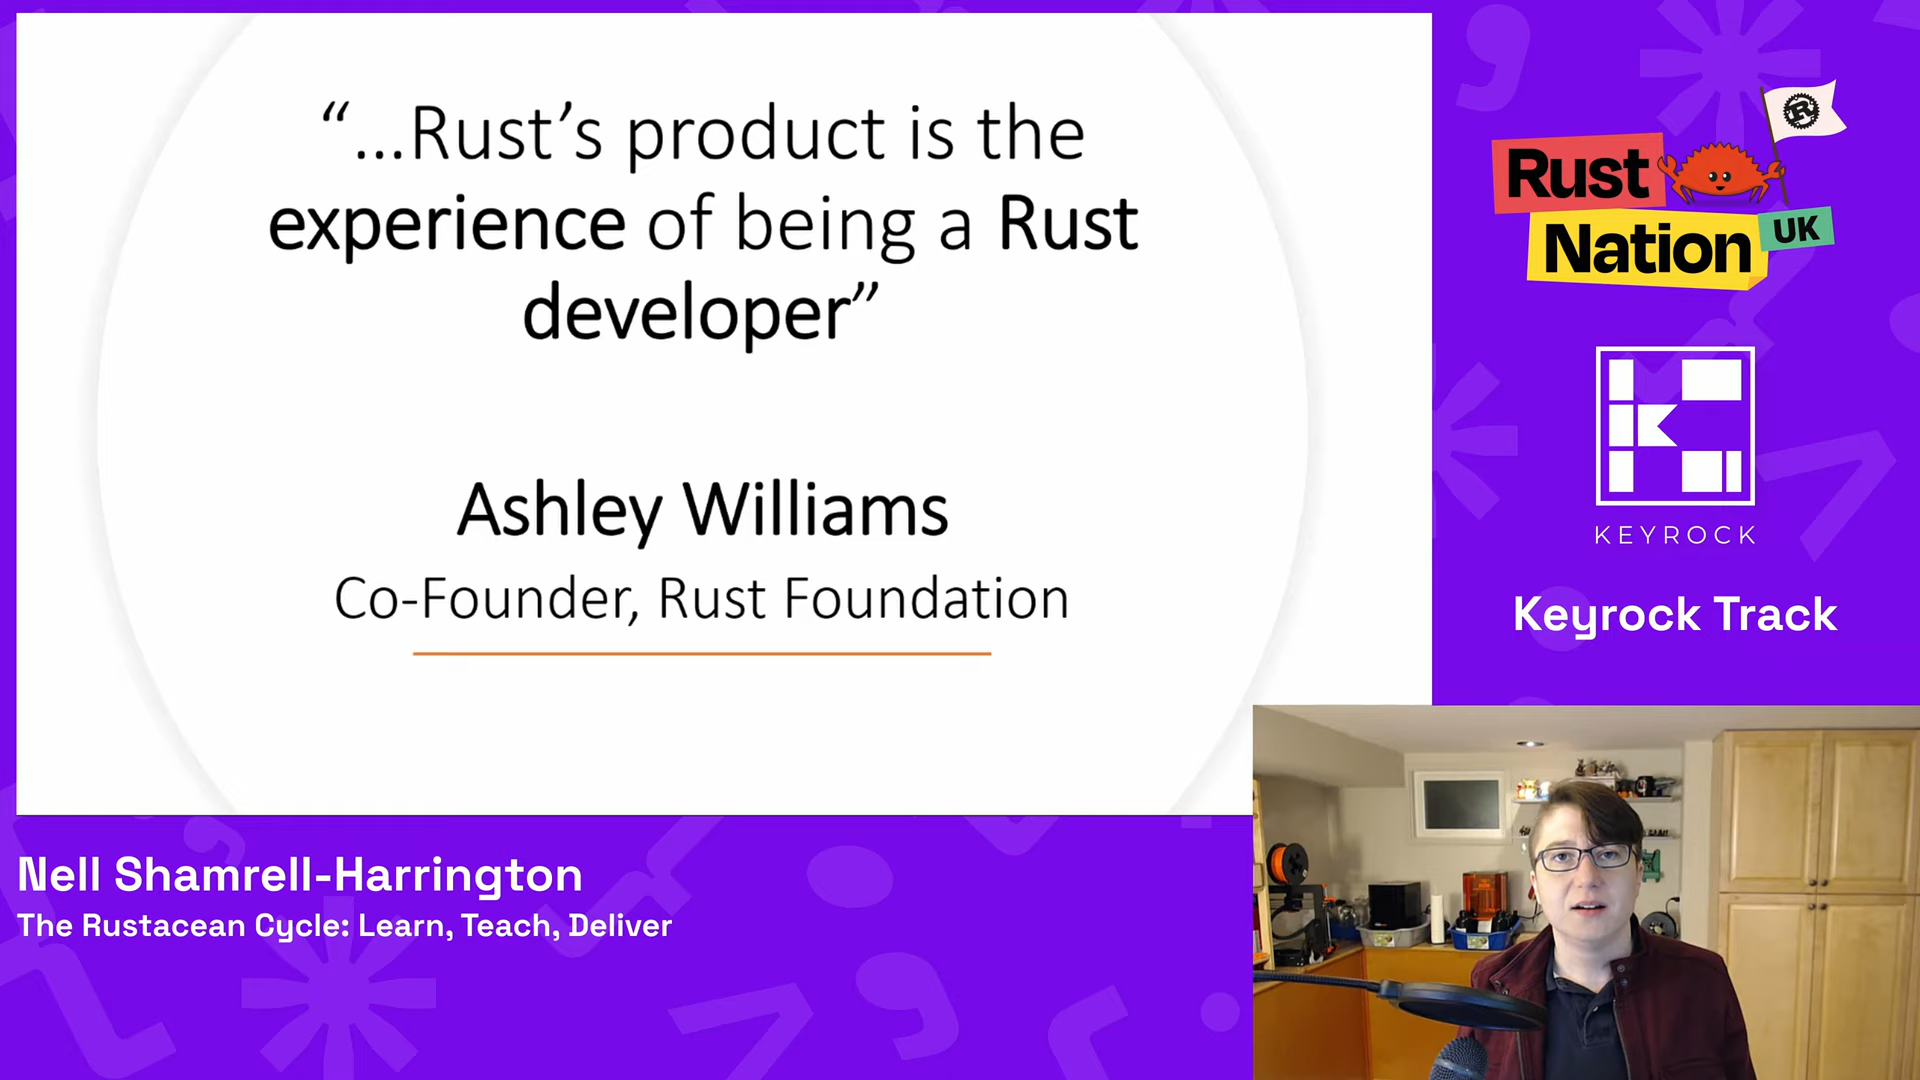 “...Rust’s product is the
experience of being a Rust
developer”
Ashley Williams
Co-Founder, Rust Foundation
Rust
Nation
UK
R
KEYROCK
Keyrock Track
Nell Shamrell-Harrington
The Rustacean Cycle: Learn, Teach, Deliver